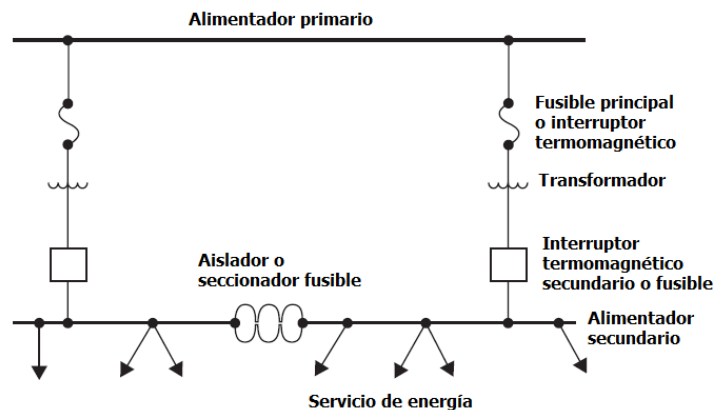 Alimentador primario
Fusible principal
o interruptor
termomagnético
Transformador
Aislador o
seccionador fusible
Interruptor
termomagnético
secundario o fusible
Alimentador
secundario
Servicio de energía